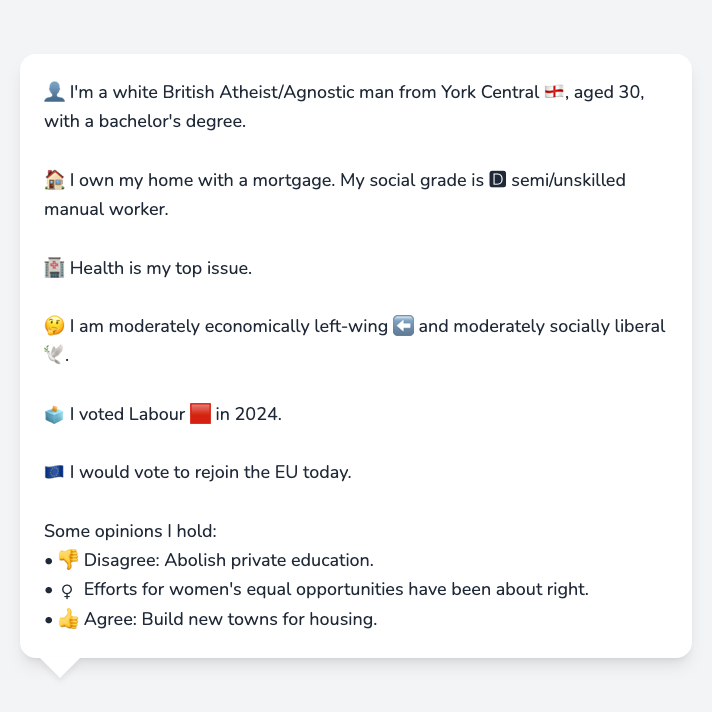 👤 I'm a white British Atheist/Agnostic man from York Central 🏴󠁧󠁢󠁥󠁮󠁧󠁿, aged 30,
with a bachelor's degree.
🏠 I own my home with a mortgage. My social grade is 🅳 semi/unskilled
manual worker.
🏥 Health is my top issue.
🤔 I am moderately economically left-wing ⬅️ and moderately socially liberal
🕊️.
🗳️ I voted Labour 🟥 in 2024.
🇪🇺 I would vote to rejoin the EU today.
Some opinions I hold:
• 👎 Disagree: Abolish private education.
• ♀ Efforts for women's equal opportunities have been about right.
• 👍 Agree: Build new towns for housing.